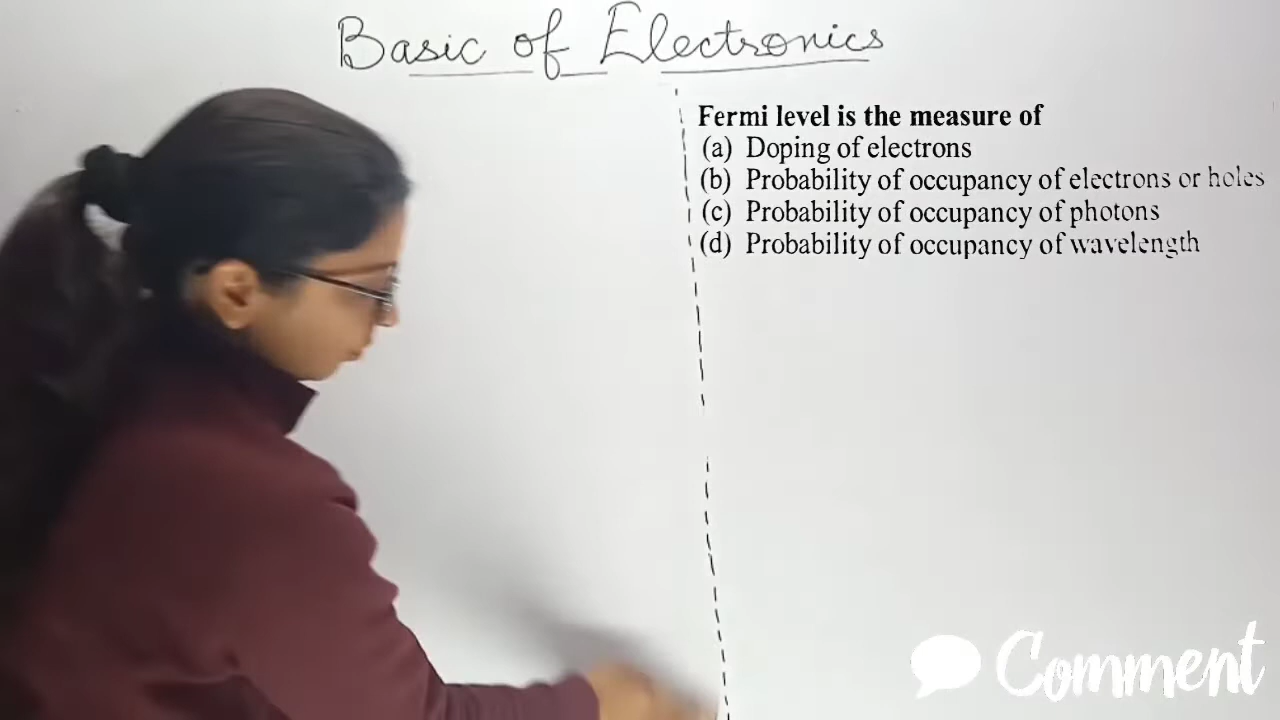 Basic of Electronics
Fermi level is the measure of
(a) Doping of electrons
(b) Probability of occupancy of electrons or holes
(c) Probability of occupancy of photons
(d) Probability of occupancy of wavelength
Comment